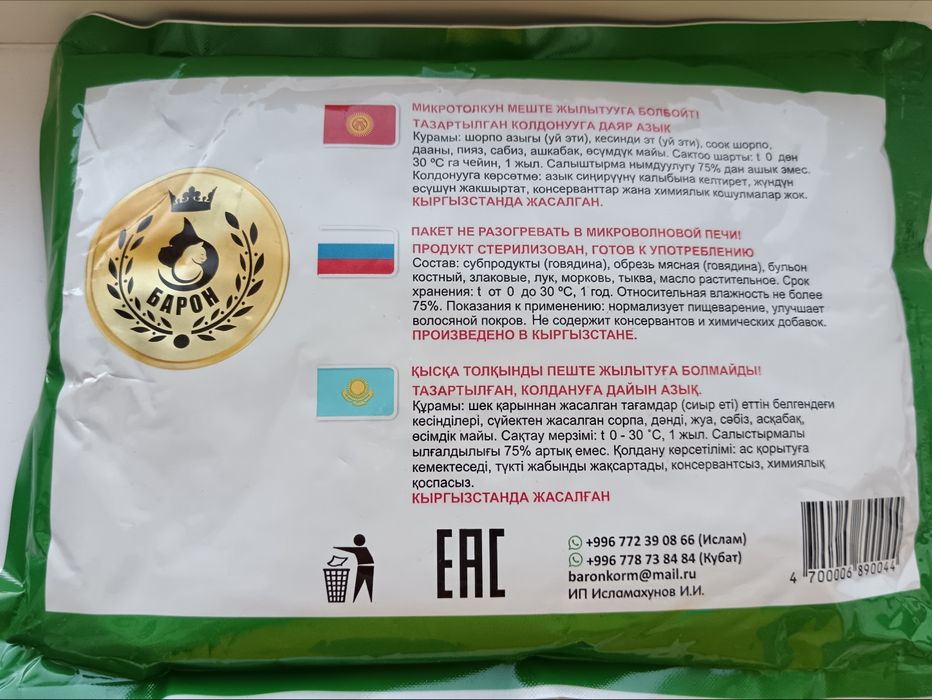 МИКРОТОЛКУН МЕШТЕ ЖЫЛЫТУУГА БОЛБОЙТ!
ТАЗАРТЫЛГАН КОЛДОНУУГА ДАЯР АЗЫК
Курамы: шорпо азыгы (уй эти), кесинди эт (уй эти), соок шорпо,
дааны, пияз, сабиз, ашкабак, өсүмдүк майы. Сактоо шарты: t 0 дөн
30 ºC га чейин, 1 жыл. Салыштырма нымдуулугу 75% дан ашык эмес.
Колдонууга көрсөтмө: азык синирүүнү калыбына келтирет, жүндүн
өсүшүн жакшыртат, консерванттар жана химиялык кошулмалар жок.
КЫРГЫЗСТАНДА ЖАСАЛГАН.
БАРОН
ПАКЕТ НЕ РАЗОГРЕВАТЬ В МИКРОВОЛНОВОЙ ПЕЧИ!
ПРОДУКТ СТЕРИЛИЗОВАН, ГОТОВ К УПОТРЕБЛЕНИЮ
Состав: субпродукты (говядина), обрезь мясная (говядина), бульон
костный, злаковые, лук, морковь, тыква, масло растительное. Срок
хранения: t от 0 до 30 ºC, 1 год. Относительная влажность не более
75%. Показания к применению: нормализует пищеварение, улучшает
волосяной покров. Не содержит консервантов и химических добавок.
ПРОИЗВЕДЕНО В КЫРГЫЗСТАНЕ.
ҚЫСҚА ТОЛҚЫНДЫ ПЕШТЕ ЖЫЛЫТУҒА БОЛМАЙДЫ!
ТАЗАРТЫЛҒАН, КОЛДАНУҒА ДАЙЫН АЗЫҚ.
Құрамы: шек қарыннан жасалған тағамдар (сиыр еті) еттін белгендегі
кесінділері, сүйектен жасалған сорпа, дәнді, жуа, сәбіз, асқабақ,
өсімдік майы. Сақтау мерзімі: t 0 - 30 ˚C, 1 жыл. Салыстырмалы
ылғалдылығы 75% артық емес. Қолдану көрсетілімі: ас қорытуға
кемектеседі, түкті жабынды жақсартады, консервантсыз, химиялық
қоспасыз.
КЫРГЫЗСТАНДА ЖАСАЛҒАН
EAC
+996 772 39 08 66 (Ислам)
+996 778 73 84 84 (Кубат)
baronkorm@mail.ru
ИП Исламахунов И.И.
4 700006 890044